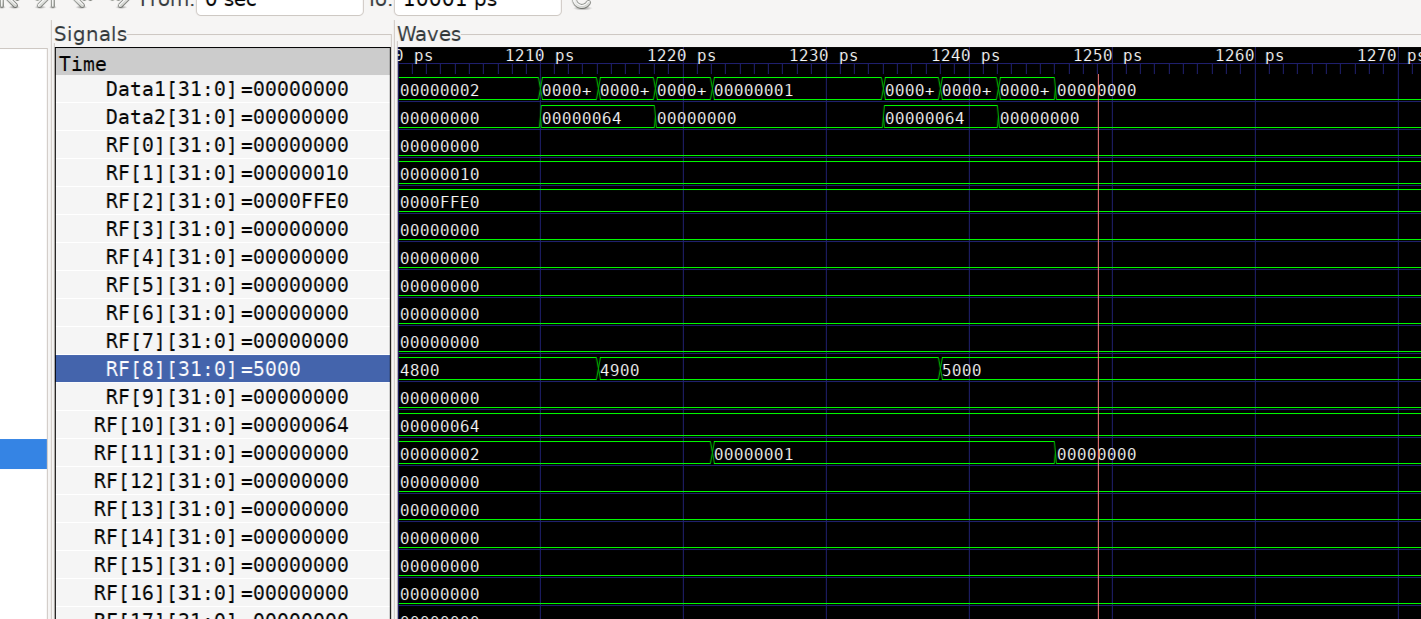 From: 0 sec To: 10001 ps
Signals Waves
Time 0 ps 1210 ps 1220 ps 1230 ps 1240 ps 1250 ps 1260 ps 1270 ps
Data1[31:0]=00000000 00000002 0000+ 0000+ 0000+ 00000001 0000+ 0000+ 0000+ 00000000
Data2[31:0]=00000000 00000000 00000064 00000000 00000064 00000000
RF[0][31:0]=00000000 00000000
RF[1][31:0]=00000010 00000010
RF[2][31:0]=0000FFE0 0000FFE0
RF[3][31:0]=00000000 00000000
RF[4][31:0]=00000000 00000000
RF[5][31:0]=00000000 00000000
RF[6][31:0]=00000000 00000000
RF[7][31:0]=00000000 00000000
RF[8][31:0]=5000 4800 4900 5000
RF[9][31:0]=00000000 00000000
RF[10][31:0]=00000064 00000064
RF[11][31:0]=00000000 00000002 00000001 00000000
RF[12][31:0]=00000000 00000000
RF[13][31:0]=00000000 00000000
RF[14][31:0]=00000000 00000000
RF[15][31:0]=00000000 00000000
RF[16][31:0]=00000000 00000000
RF[17][31:0]=00000000 00000000